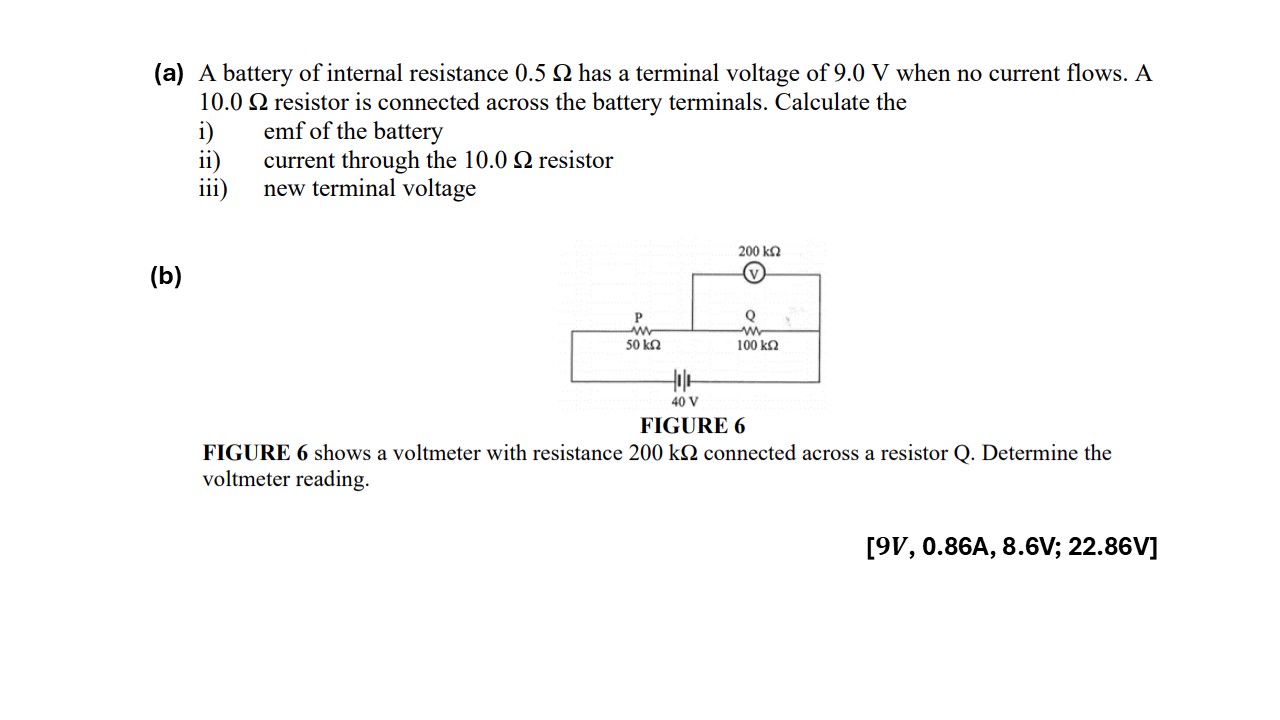 (a) A battery of internal resistance 0.5 Ω has a terminal voltage of 9.0 V when no current flows. A
10.0 Ω resistor is connected across the battery terminals. Calculate the
i) emf of the battery
ii) current through the 10.0 Ω resistor
iii) new terminal voltage
(b)
200 kΩ
V
P
Q
50 kΩ
100 kΩ
40 V
FIGURE 6
FIGURE 6 shows a voltmeter with resistance 200 kΩ connected across a resistor Q. Determine the
voltmeter reading.
[9V, 0.86A, 8.6V; 22.86V]